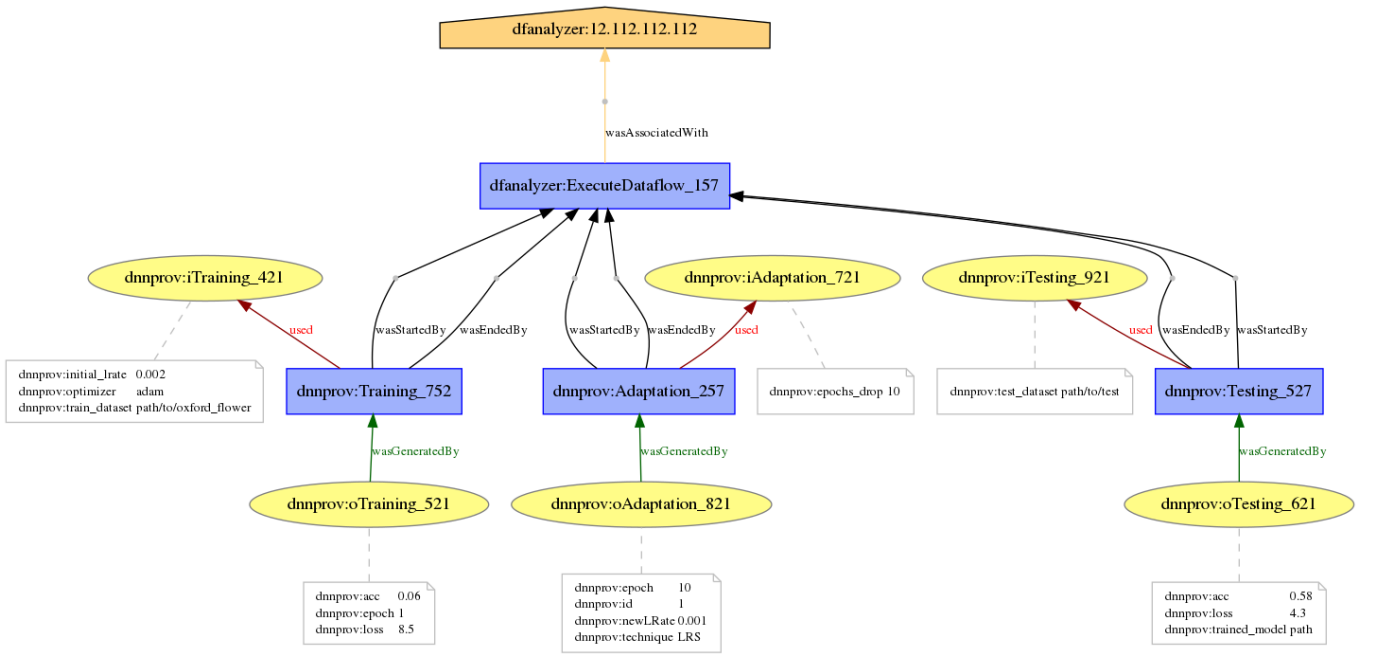 dfanalyzer:12.112.112.112
wasAssociatedWith
dfanalyzer:ExecuteDataflow_157
dnnprov:iTraining_421
dnnprov:iAdaptation_721
dnnprov:iTesting_921
used
wasStartedBy
wasEndedBy
wasStartedBy
wasEndedBy
used
used
wasEndedBy
wasStartedBy
dnnprov:initial_lrate 0.002
dnnprov:optimizer adam
dnnprov:train_dataset path/to/oxford_flower
dnnprov:Training_752
dnnprov:Adaptation_257
dnnprov:epochs_drop 10
dnnprov:test_dataset path/to/test
dnnprov:Testing_527
wasGeneratedBy
wasGeneratedBy
wasGeneratedBy
dnnprov:oTraining_521
dnnprov:oAdaptation_821
dnnprov:oTesting_621
dnnprov:acc 0.06
dnnprov:epoch 1
dnnprov:loss 8.5
dnnprov:epoch 10
dnnprov:id 1
dnnprov:newLRate 0.001
dnnprov:technique LRS
dnnprov:acc 0.58
dnnprov:loss 4.3
dnnprov:trained_model path